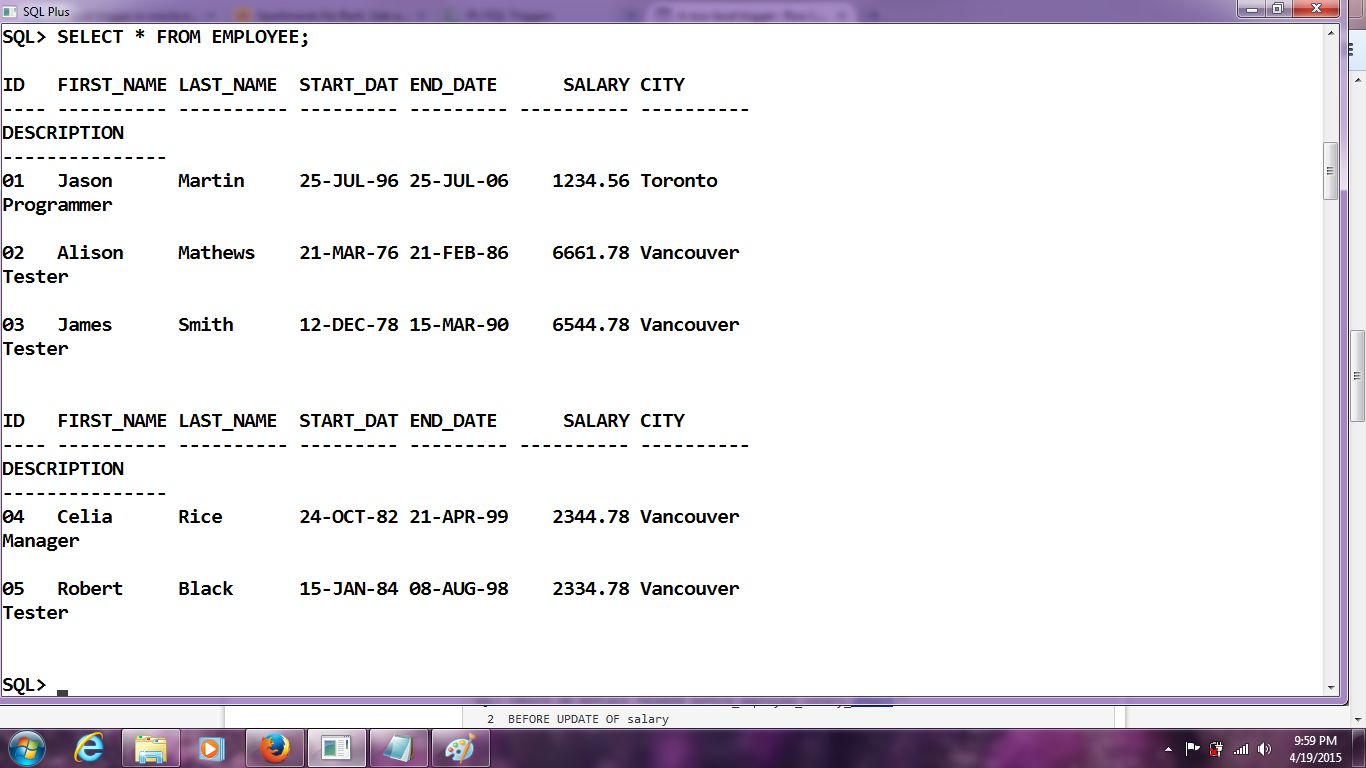 SQL Plus
SQL> SELECT * FROM EMPLOYEE;
ID FIRST_NAME LAST_NAME START_DAT END_DATE SALARY CITY
---- ---------- ---------- --------- --------- ---------- ----------
DESCRIPTION
---------------
01 Jason Martin 25-JUL-96 25-JUL-06 1234.56 Toronto
Programmer
02 Alison Mathews 21-MAR-76 21-FEB-86 6661.78 Vancouver
Tester
03 James Smith 12-DEC-78 15-MAR-90 6544.78 Vancouver
Tester
ID FIRST_NAME LAST_NAME START_DAT END_DATE SALARY CITY
---- ---------- ---------- --------- --------- ---------- ----------
DESCRIPTION
---------------
04 Celia Rice 24-OCT-82 21-APR-99 2344.78 Vancouver
Manager
05 Robert Black 15-JAN-84 08-AUG-98 2334.78 Vancouver
Tester
SQL>
2 BEFORE UPDATE OF salary
9:59 PM
4/19/2015